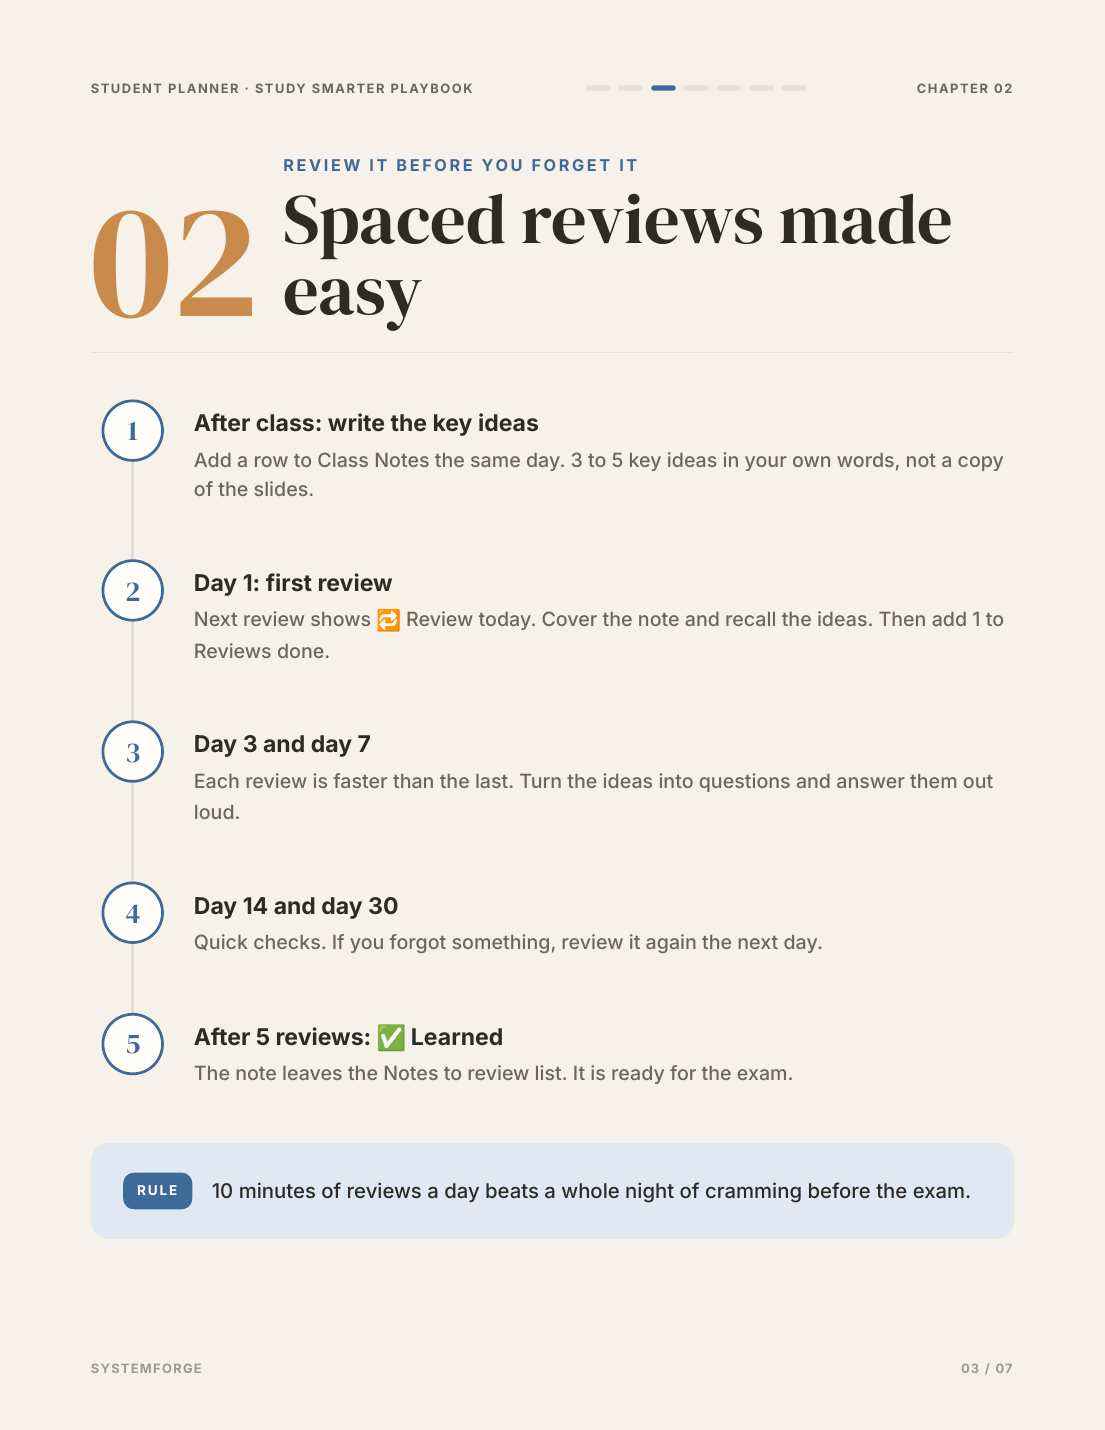 STUDENT PLANNER · STUDY SMARTER PLAYBOOK
CHAPTER 02
REVIEW IT BEFORE YOU FORGET IT
02
Spaced reviews made
easy
1
After class: write the key ideas
Add a row to Class Notes the same day. 3 to 5 key ideas in your own words, not a copy
of the slides.
2
Day 1: first review
Next review shows 🔁 Review today. Cover the note and recall the ideas. Then add 1 to
Reviews done.
3
Day 3 and day 7
Each review is faster than the last. Turn the ideas into questions and answer them out
loud.
4
Day 14 and day 30
Quick checks. If you forgot something, review it again the next day.
5
After 5 reviews: ✅ Learned
The note leaves the Notes to review list. It is ready for the exam.
RULE 10 minutes of reviews a day beats a whole night of cramming before the exam.
SYSTEMFORGE
03 / 07